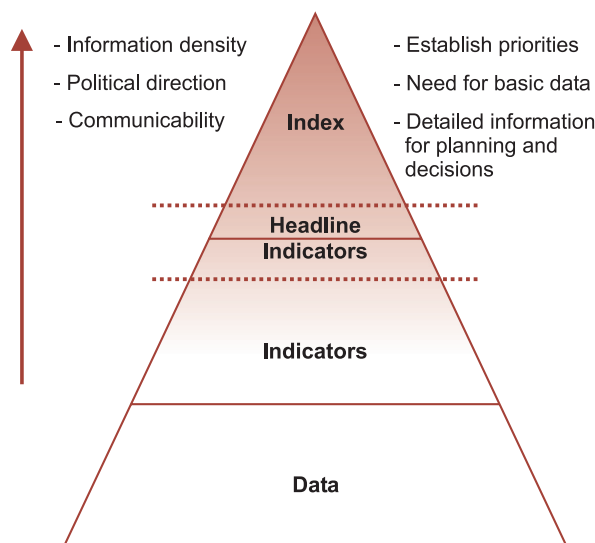 - Information density
- Political direction
- Communicability
- Establish priorities
- Need for basic data
- Detailed information
for planning and
decisions
Index
Headline
Indicators
Indicators
Data